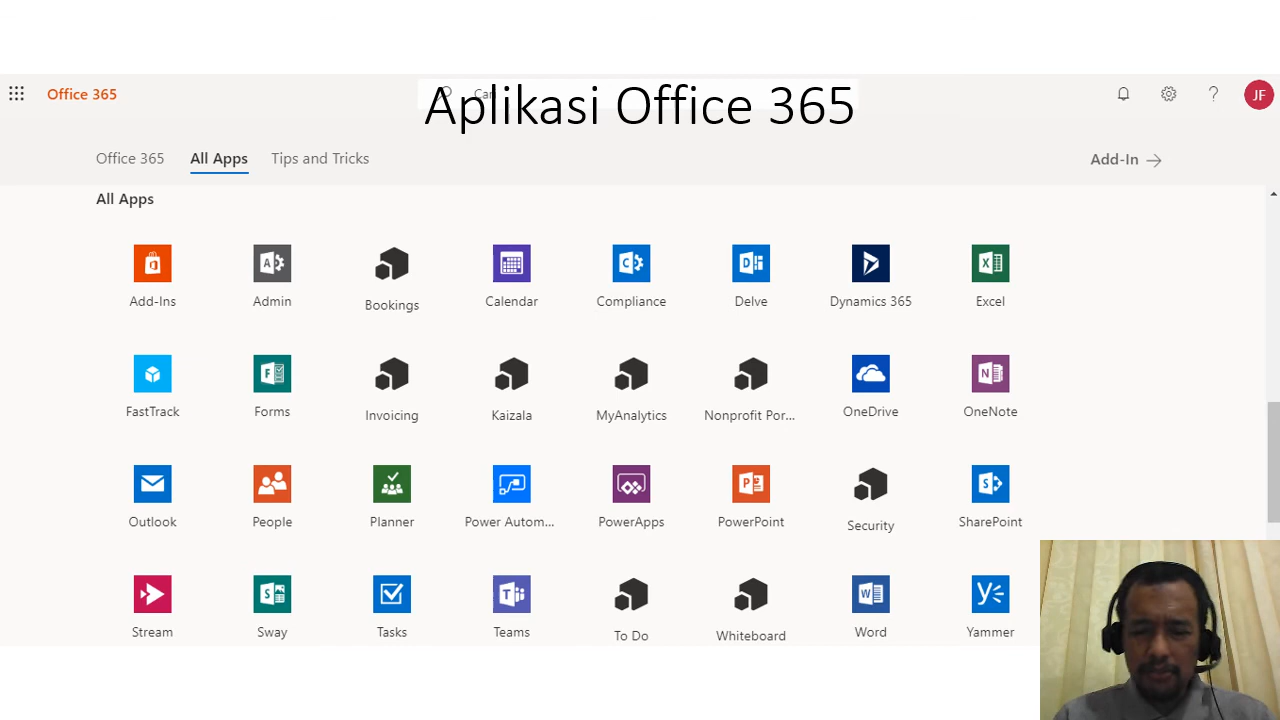 Aplikasi Office 365
Office 365
JF
Office 365 All Apps Tips and Tricks Add-In
All Apps
Add-Ins Admin Bookings Calendar Compliance Delve Dynamics 365 Excel
FastTrack Forms Invoicing Kaizala MyAnalytics Nonprofit Por... OneDrive OneNote
Outlook People Planner Power Autom... PowerApps PowerPoint Security SharePoint
Stream Sway Tasks Teams To Do Whiteboard Word Yammer